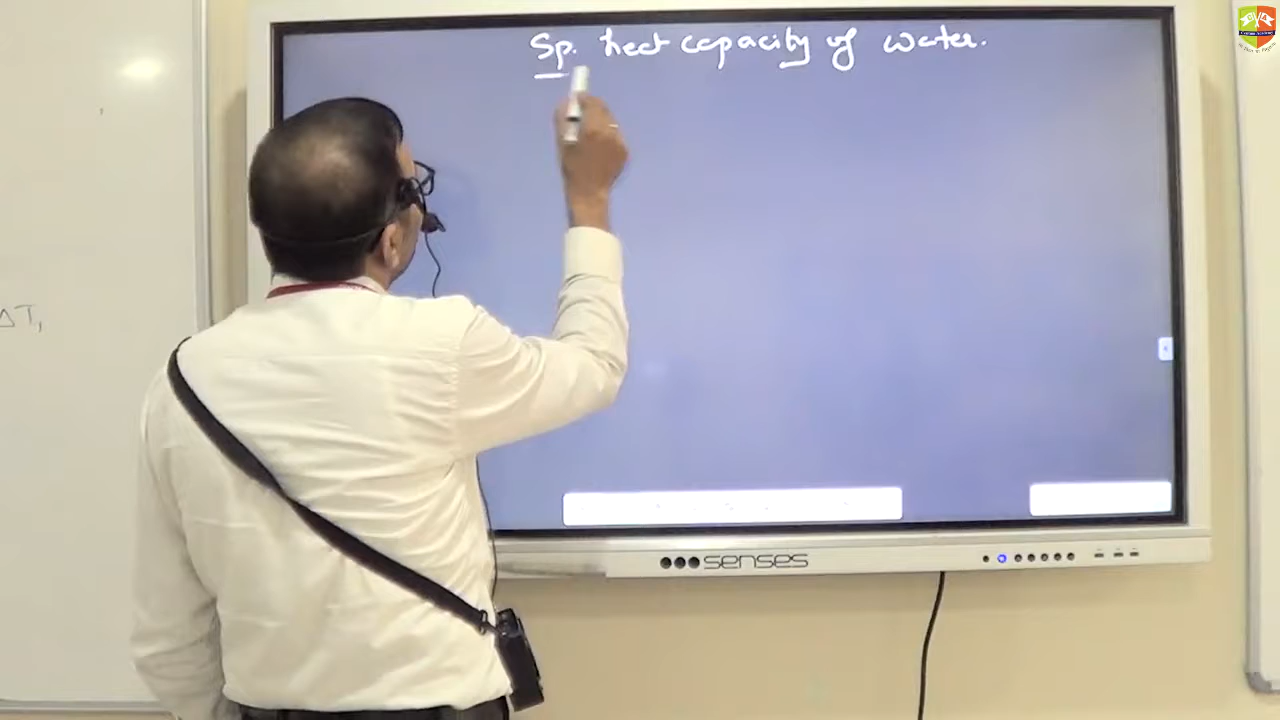 Sp. heat capacity of water.
ΔT,
senses